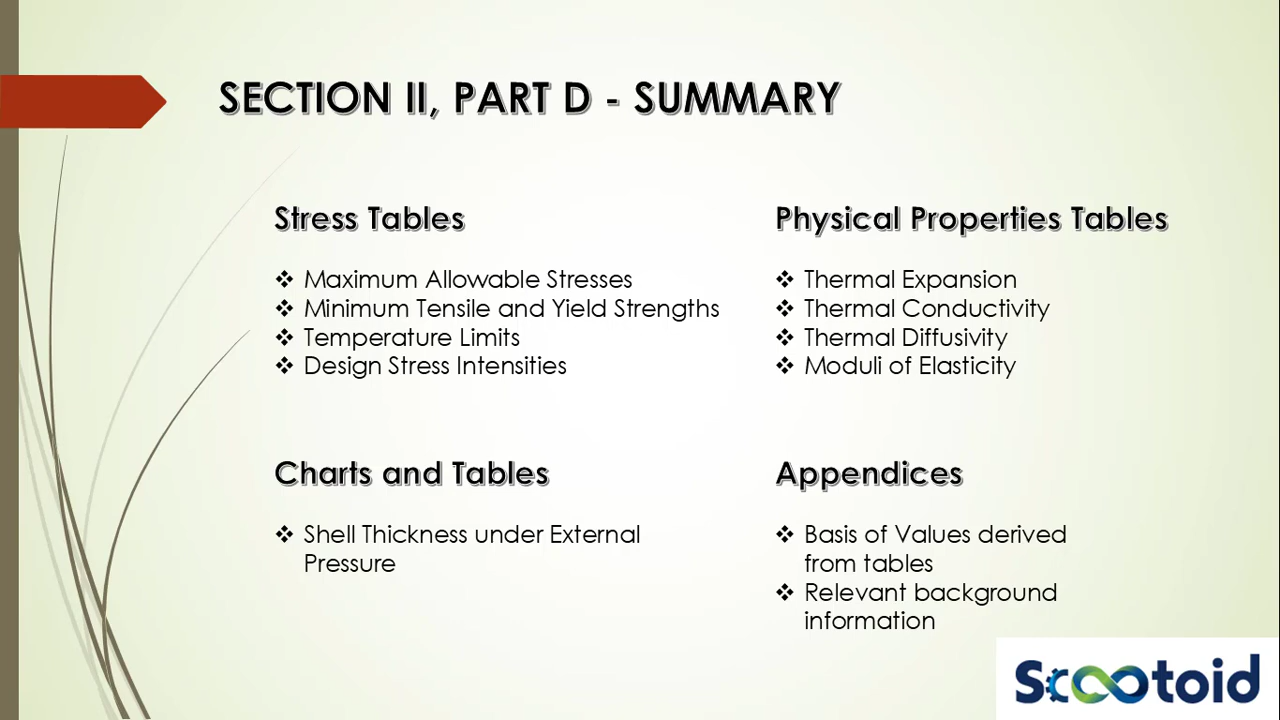 SECTION II, PART D - SUMMARY
Stress Tables
❖ Maximum Allowable Stresses
❖ Minimum Tensile and Yield Strengths
❖ Temperature Limits
❖ Design Stress Intensities
Physical Properties Tables
❖ Thermal Expansion
❖ Thermal Conductivity
❖ Thermal Diffusivity
❖ Moduli of Elasticity
Charts and Tables
❖ Shell Thickness under External
Pressure
Appendices
❖ Basis of Values derived
from tables
❖ Relevant background
information
Scootoid